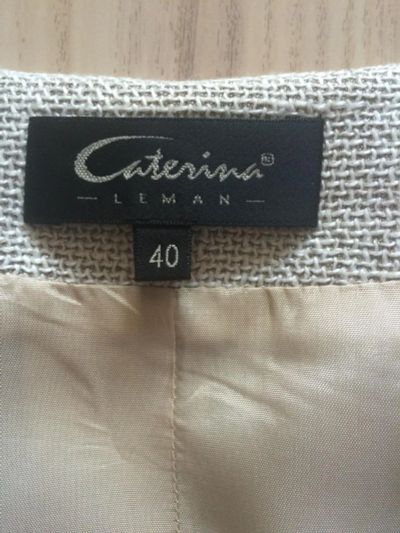 Caterina®
— LEMAN —
40